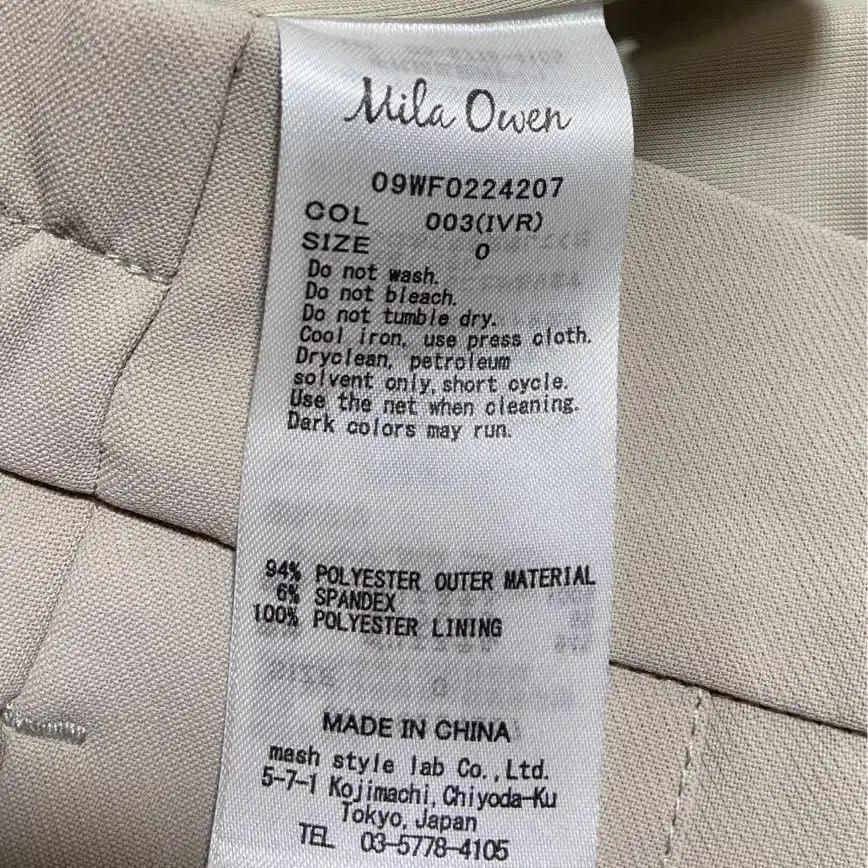 Mila Owen
09WF0224207
COL 003(IVR)
SIZE 0
Do not wash.
Do not bleach.
Do not tumble dry.
Cool iron, use press cloth.
Dryclean, petroleum
solvent only, short cycle.
Use the net when cleaning.
Dark colors may run.
94% POLYESTER OUTER MATERIAL
6% SPANDEX
100% POLYESTER LINING
MADE IN CHINA
mash style lab Co.,Ltd.
5-7-1 Kojimachi, Chiyoda-Ku
Tokyo, Japan
TEL 03-5778-4105